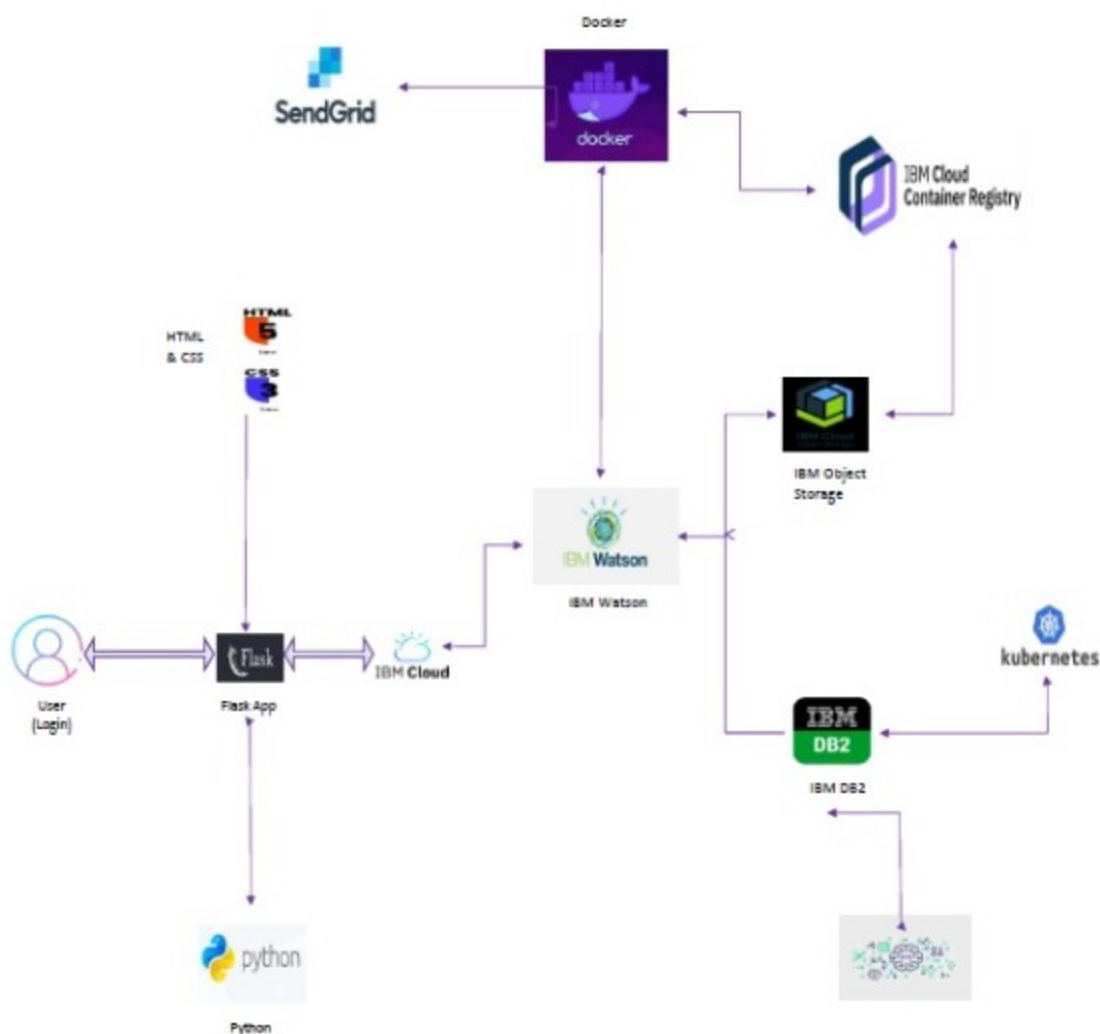 Docker
SendGrid
docker
IBM Cloud
Container Registry
HTML
5
HTML
& CSS
CSS
3
IBM Object
Storage
IBM Watson
IBM Watson
kubernetes
Flask
IBM Cloud
User
(Login)
Flask App
IBM
DB2
IBM DB2
python
Python